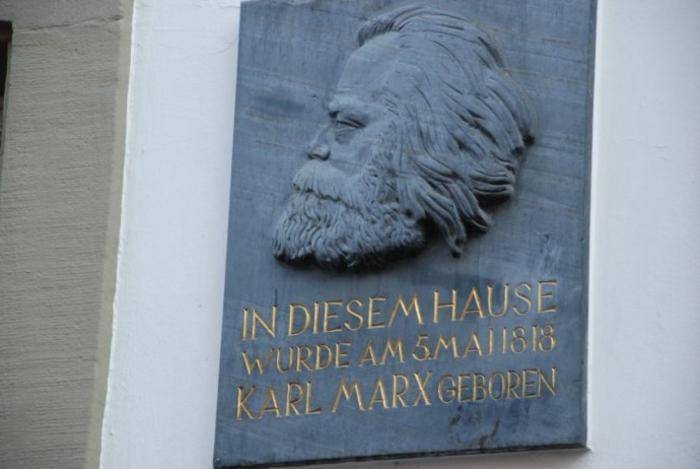 IN DIESEM HAUSE
WURDE AM 5. MAI 1818
KARL MARX GEBOREN